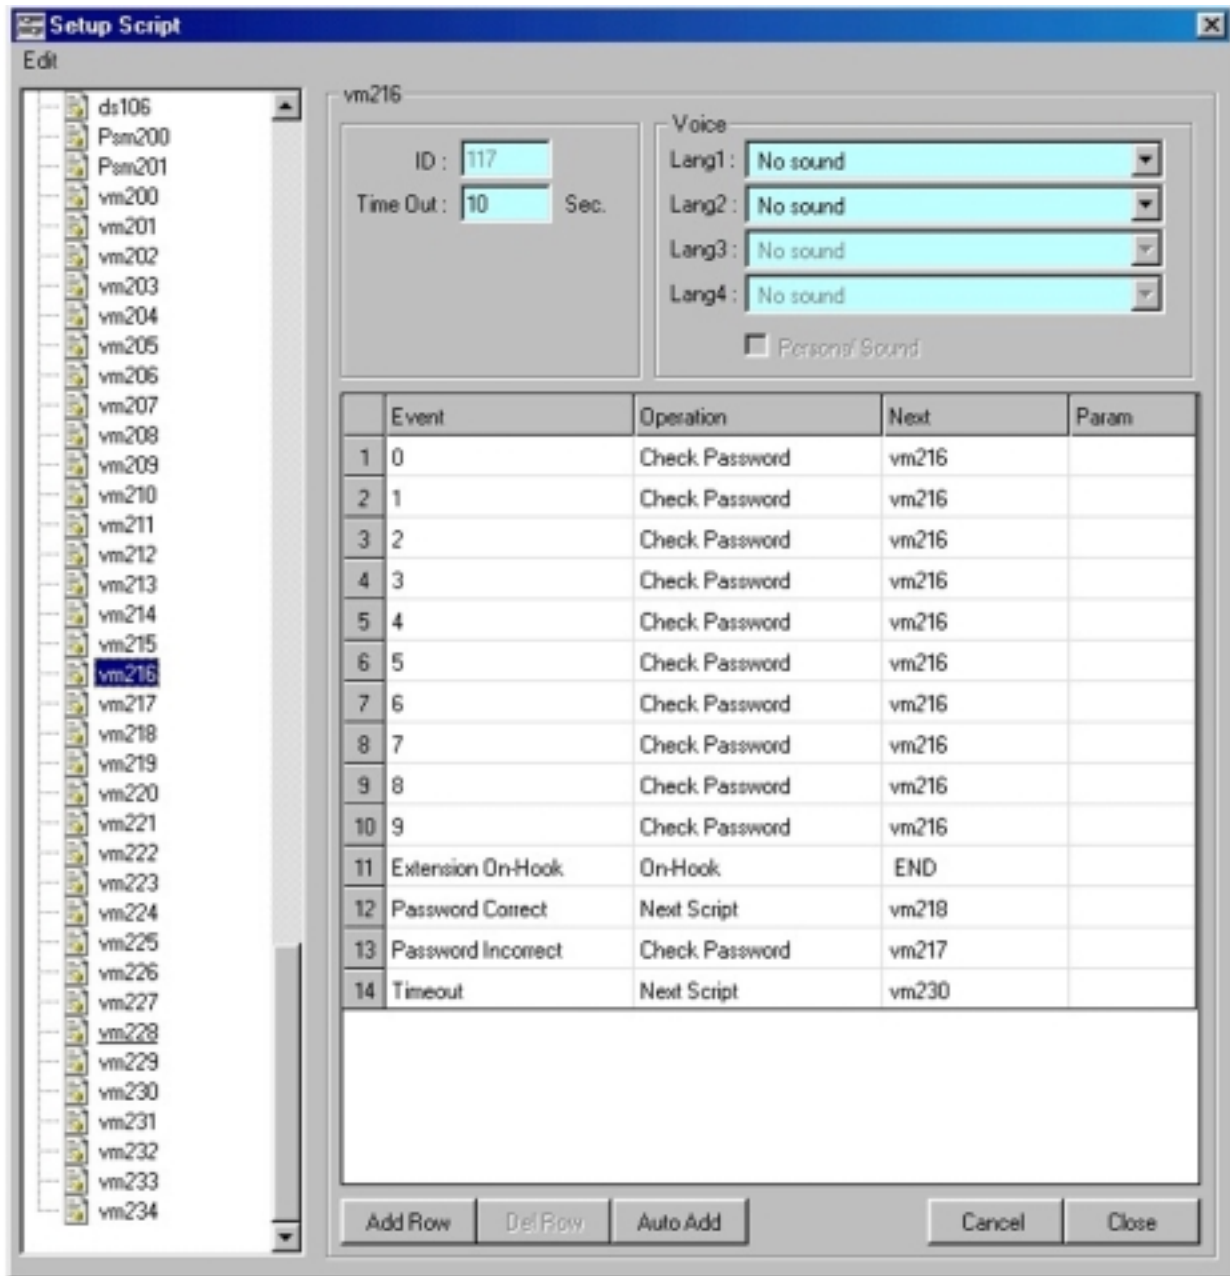 Setup Script
Edit
ds106
Psm200
Psm201
vm200
vm201
vm202
vm203
vm204
vm205
vm206
vm207
vm208
vm209
vm210
vm211
vm212
vm213
vm214
vm215
vm216
vm217
vm218
vm219
vm220
vm221
vm222
vm223
vm224
vm225
vm226
vm227
vm228
vm229
vm230
vm231
vm232
vm233
vm234
vm216
ID : 117
Time Out : 10 Sec.
Voice
Lang1 : No sound
Lang2 : No sound
Lang3 : No sound
Lang4 : No sound
Personal Sound
Event Operation Next Param
1 0 Check Password vm216
2 1 Check Password vm216
3 2 Check Password vm216
4 3 Check Password vm216
5 4 Check Password vm216
6 5 Check Password vm216
7 6 Check Password vm216
8 7 Check Password vm216
9 8 Check Password vm216
10 9 Check Password vm216
11 Extension On-Hook On-Hook END
12 Password Correct Next Script vm218
13 Password Incorrect Check Password vm217
14 Timeout Next Script vm230
Add Row Del Row Auto Add Cancel Close